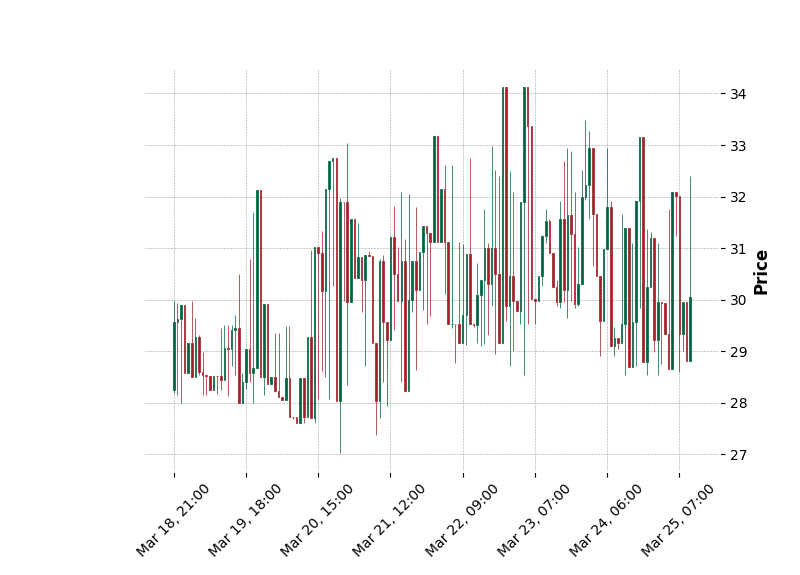 34
33
32
31
30
29
28
27
Price
Mar 18, 21:00
Mar 19, 18:00
Mar 20, 15:00
Mar 21, 12:00
Mar 22, 09:00
Mar 23, 07:00
Mar 24, 06:00
Mar 25, 07:00